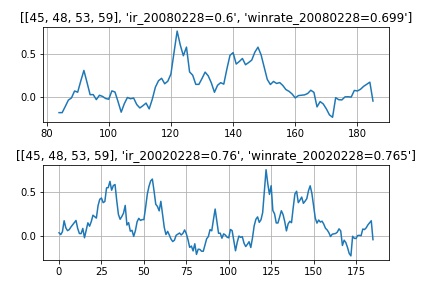 [[45, 48, 53, 59], 'ir_20080228=0.6', 'winrate_20080228=0.699']
0.5
0.0
80 100 120 140 160 180
[[45, 48, 53, 59], 'ir_20020228=0.76', 'winrate_20020228=0.765']
0.5
0.0
0 25 50 75 100 125 150 175